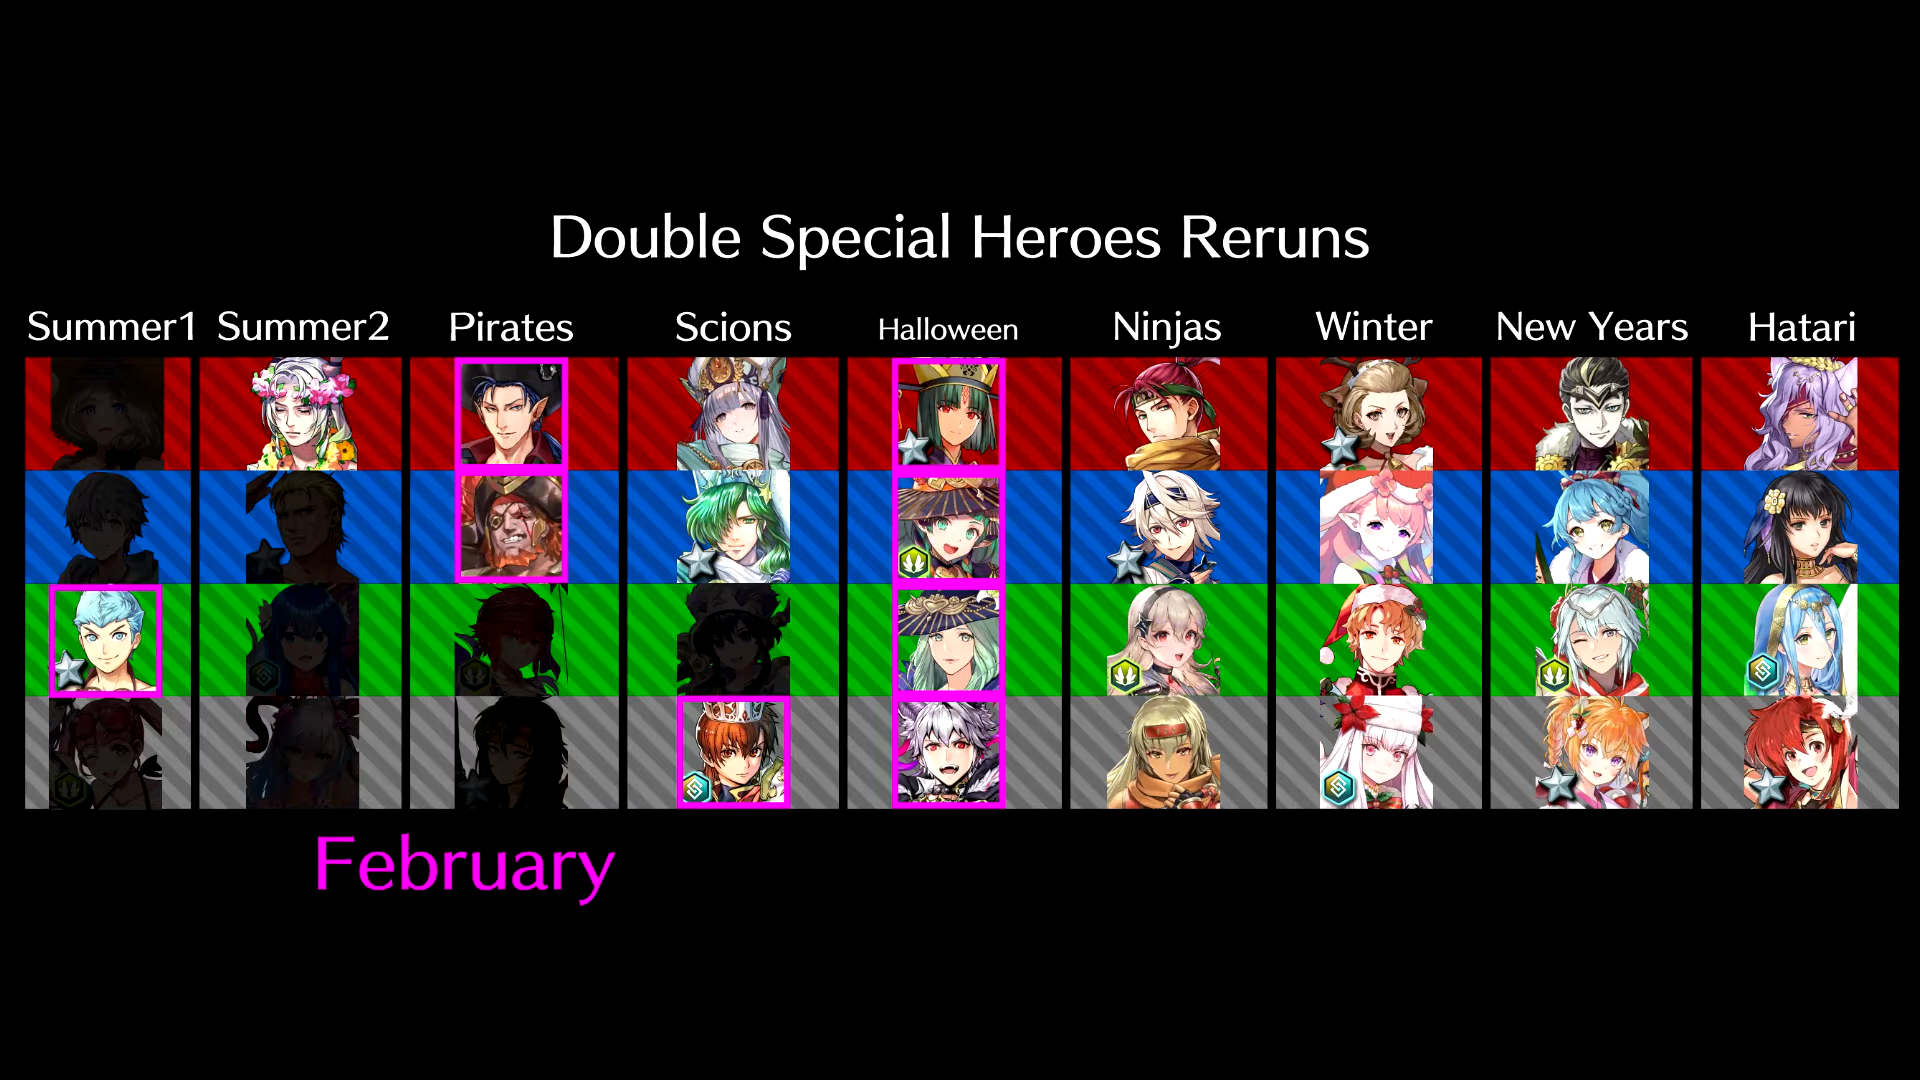 Double Special Heroes Reruns
Summer1 Summer2 Pirates Scions Halloween Ninjas Winter New Years Hatari
February